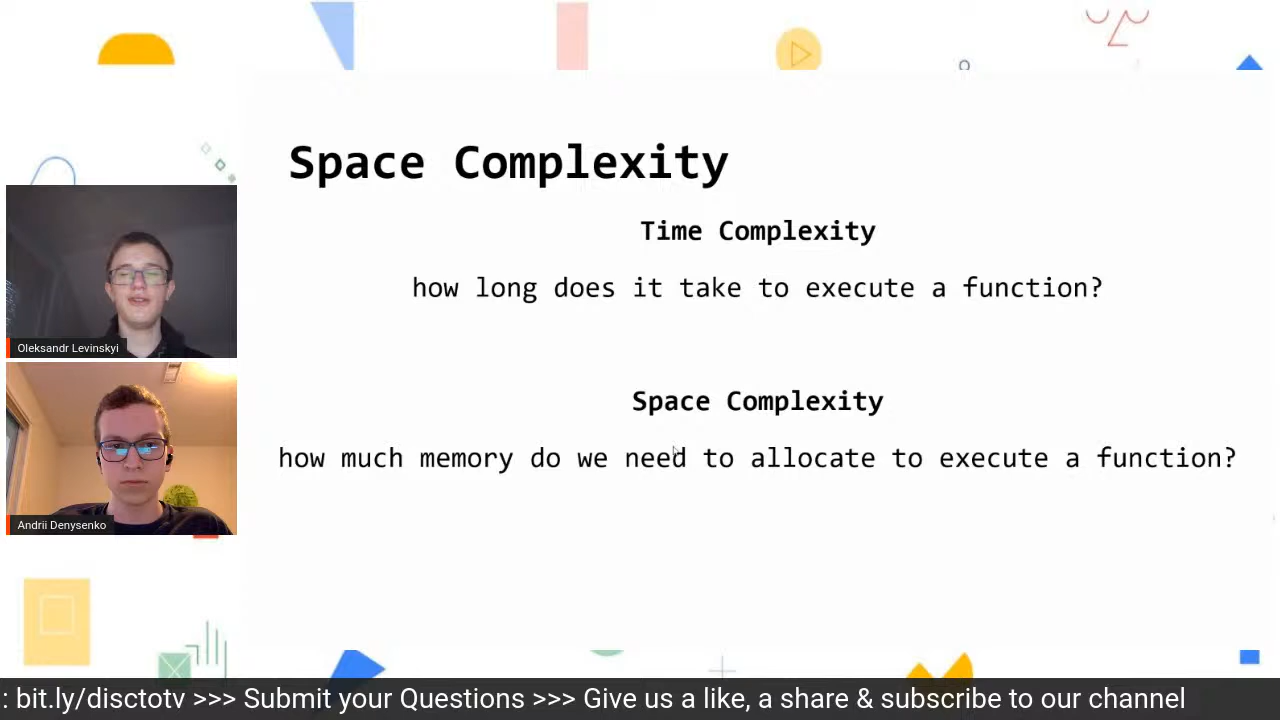 Space Complexity
Time Complexity
how long does it take to execute a function?
Space Complexity
how much memory do we need to allocate to execute a function?
Oleksandr Levinskyi
Andrii Denysenko
: bit.ly/disctotv >>> Submit your Questions >>> Give us a like, a share & subscribe to our channel